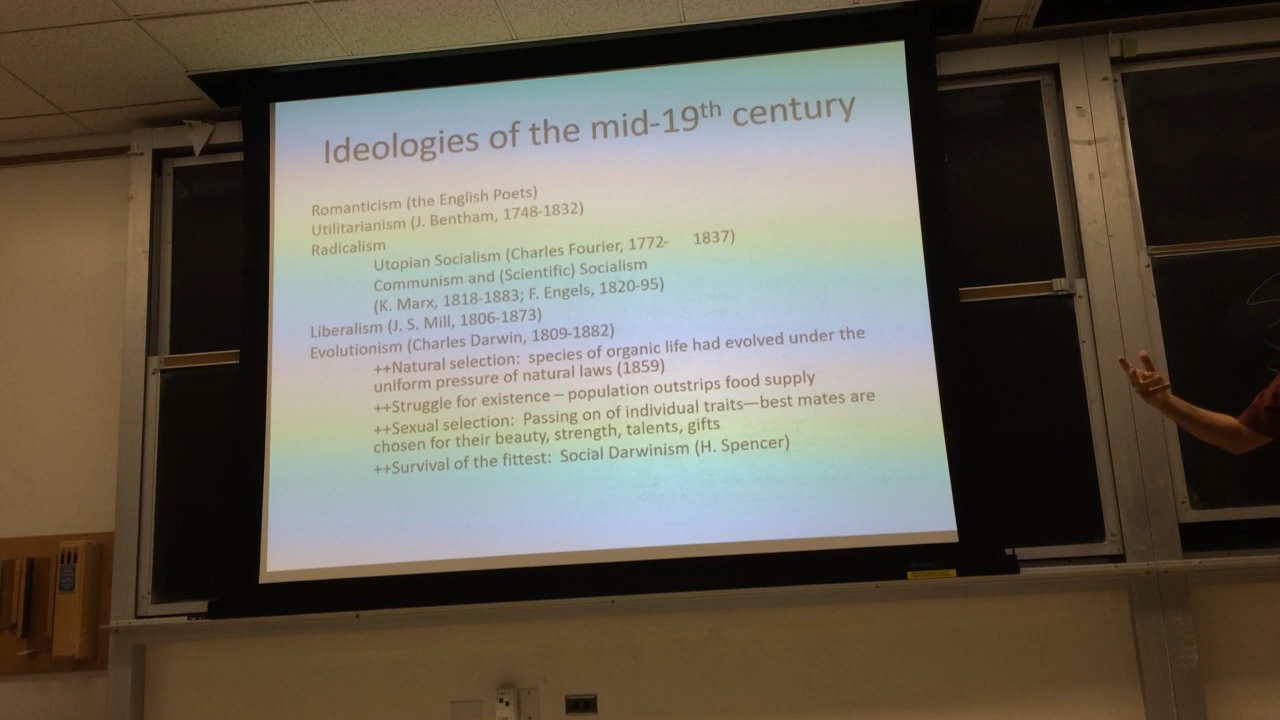 Ideologies of the mid-19th century
Romanticism (the English Poets)
Utilitarianism (J. Bentham, 1748-1832)
Radicalism
Utopian Socialism (Charles Fourier, 1772- 1837)
Communism and (Scientific) Socialism
(K. Marx, 1818-1883; F. Engels, 1820-95)
Liberalism (J. S. Mill, 1806-1873)
Evolutionism (Charles Darwin, 1809-1882)
++Natural selection: species of organic life had evolved under the
uniform pressure of natural laws (1859)
++Struggle for existence – population outstrips food supply
++Sexual selection: Passing on of individual traits—best mates are
chosen for their beauty, strength, talents, gifts
++Survival of the fittest: Social Darwinism (H. Spencer)